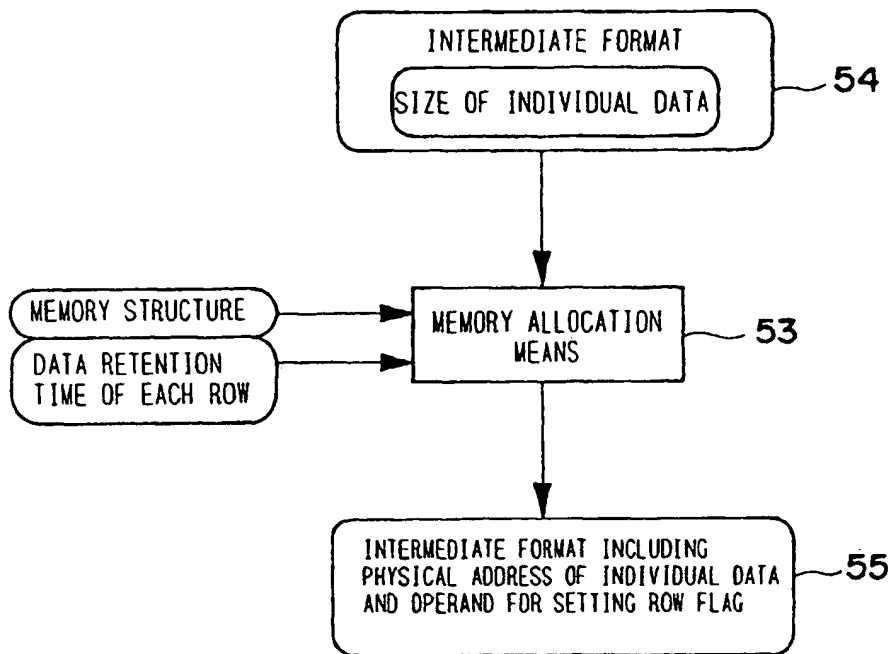 INTERMEDIATE FORMAT
SIZE OF INDIVIDUAL DATA
54
MEMORY STRUCTURE
DATA RETENTION
TIME OF EACH ROW
MEMORY ALLOCATION
MEANS
53
INTERMEDIATE FORMAT INCLUDING
PHYSICAL ADDRESS OF INDIVIDUAL DATA
AND OPERAND FOR SETTING ROW FLAG
55